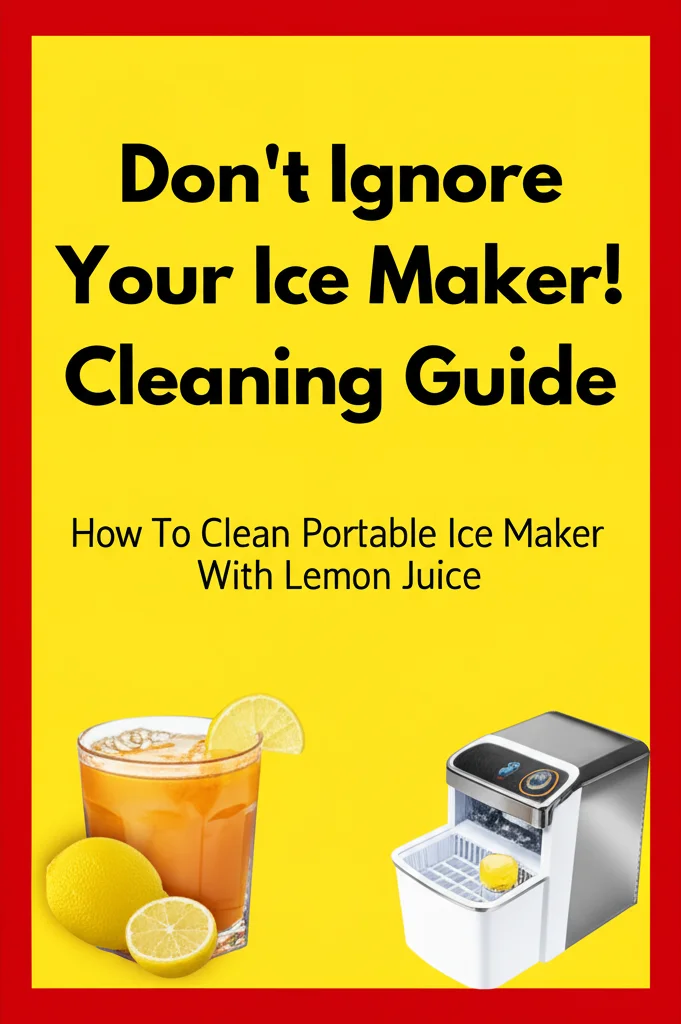 Don't Ignore
Your Ice Maker!
Cleaning Guide
How To Clean Portable Ice Maker
With Lemon Juice